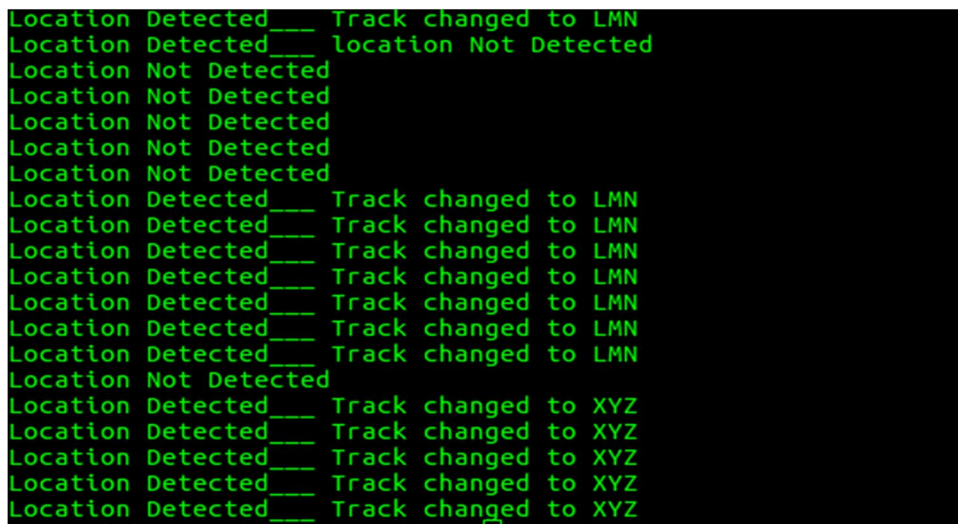 Location Detected___ Track changed to LMN
Location Detected___ location Not Detected
Location Not Detected
Location Not Detected
Location Not Detected
Location Not Detected
Location Not Detected
Location Detected___ Track changed to LMN
Location Detected___ Track changed to LMN
Location Detected___ Track changed to LMN
Location Detected___ Track changed to LMN
Location Detected___ Track changed to LMN
Location Detected___ Track changed to LMN
Location Detected___ Track changed to LMN
Location Not Detected
Location Detected___ Track changed to XYZ
Location Detected___ Track changed to XYZ
Location Detected___ Track changed to XYZ
Location Detected___ Track changed to XYZ
Location Detected___ Track changed to XYZ